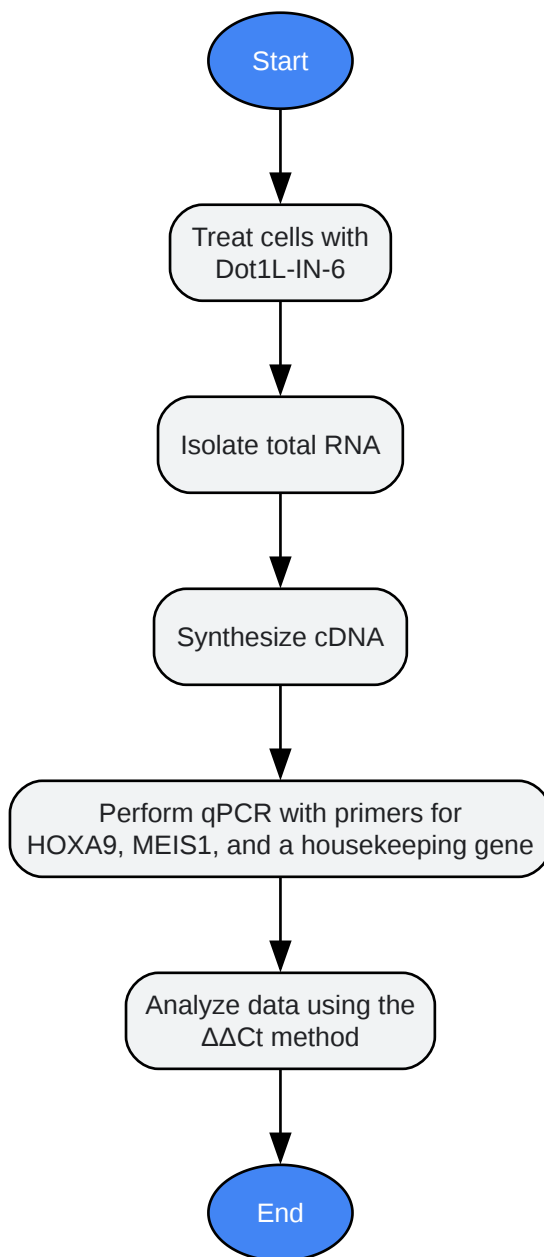 Start
Treat cells with
Dot1L-IN-6
Isolate total RNA
Synthesize cDNA
Perform qPCR with primers for
HOXA9, MEIS1, and a housekeeping gene
Analyze data using the
ΔΔCt method
End